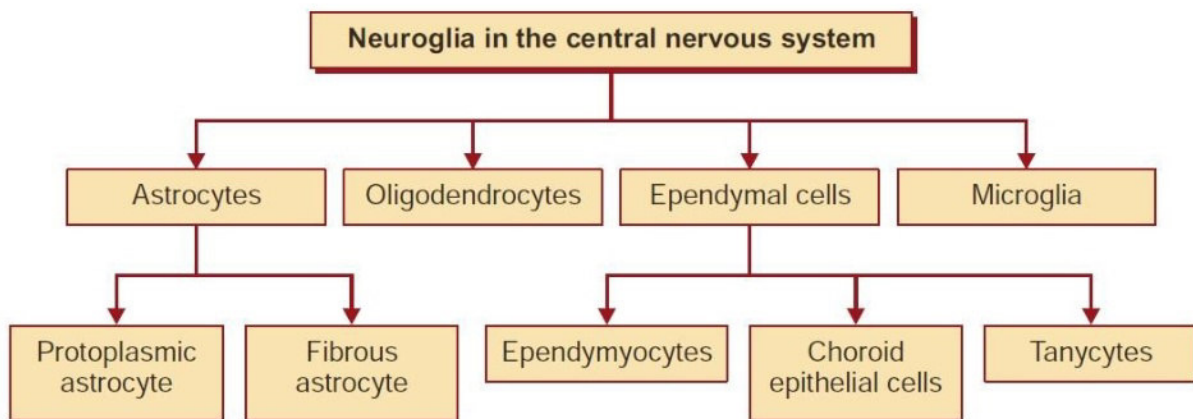 Neuroglia in the central nervous system
Astrocytes
Oligodendrocytes
Ependymal cells
Microglia
Protoplasmic
astrocyte
Fibrous
astrocyte
Ependymyocytes
Choroid
epithelial cells
Tanycytes